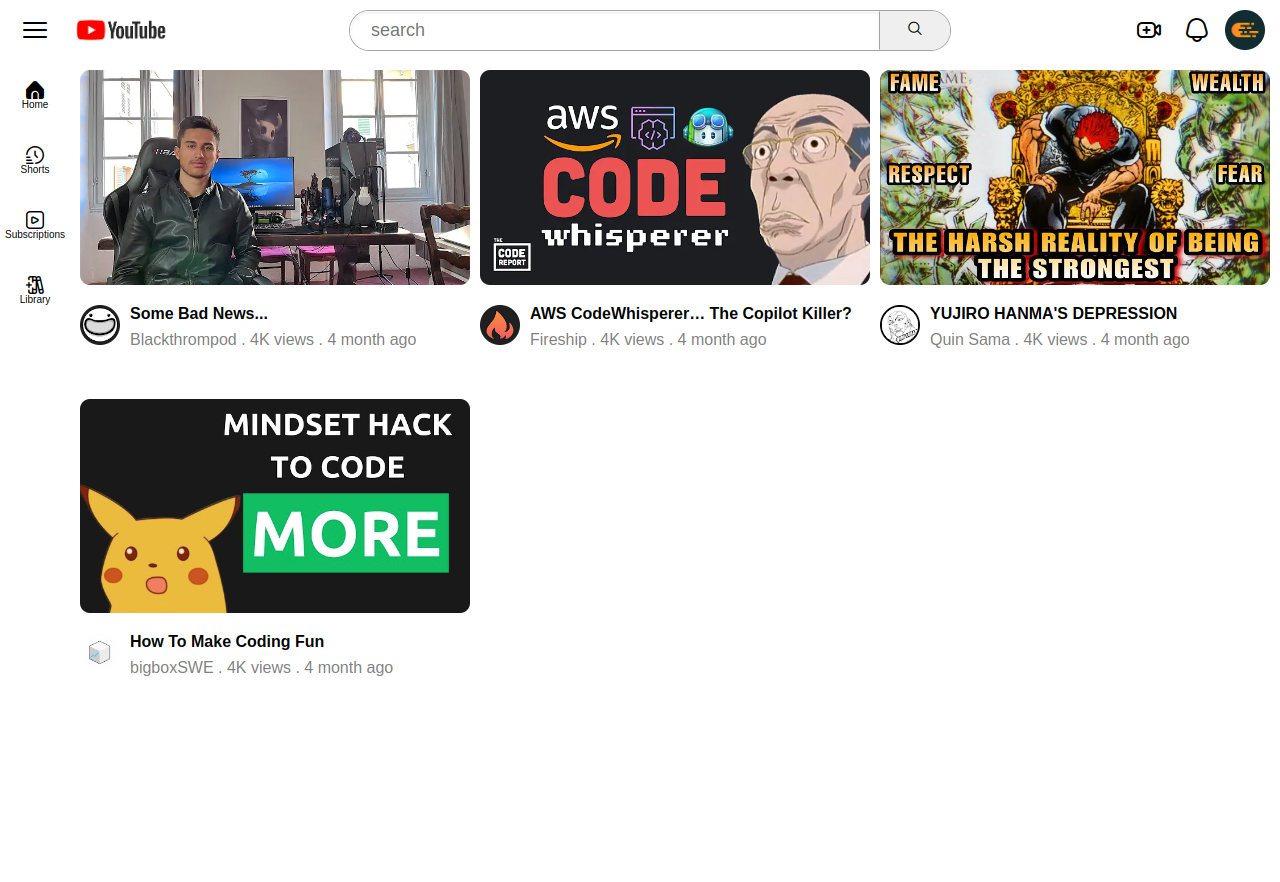 YouTube
search
Home
Shorts
Subscriptions
Library
aws
CODE
whisperer
THE
CODE
REPORT
FAME
WEALTH
RESPECT
FEAR
THE HARSH REALITY OF BEING
THE STRONGEST
Some Bad News...
Blackthrompod . 4K views . 4 month ago
AWS CodeWhisperer… The Copilot Killer?
Fireship . 4K views . 4 month ago
YUJIRO HANMA'S DEPRESSION
Quin Sama . 4K views . 4 month ago
MINDSET HACK
TO CODE
MORE
How To Make Coding Fun
bigboxSWE . 4K views . 4 month ago